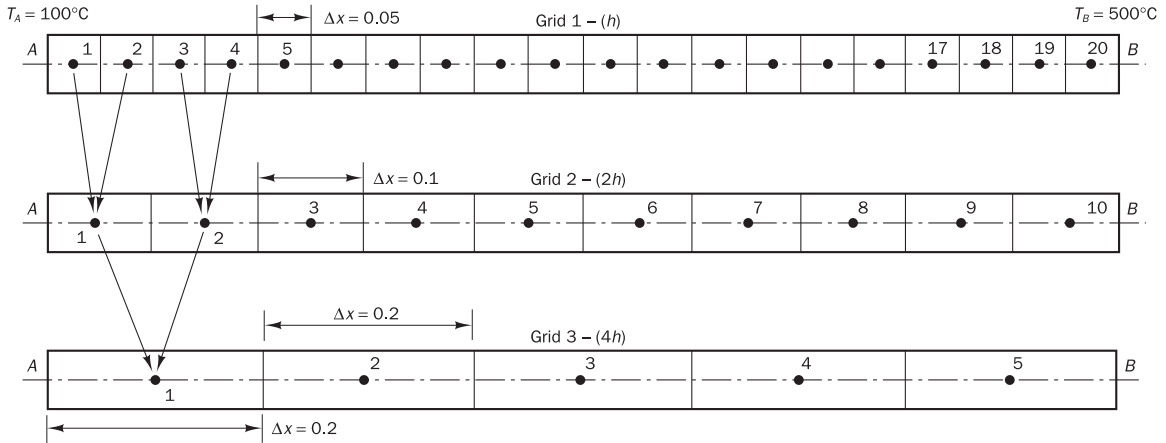 T_A = 100°C
Δx = 0.05
Grid 1 – (h)
T_B = 500°C
A 1 2 3 4 5 17 18 19 20 B
Δx = 0.1
Grid 2 – (2h)
A 1 2 3 4 5 6 7 8 9 10 B
Δx = 0.2
Grid 3 – (4h)
A 1 2 3 4 5 B
Δx = 0.2